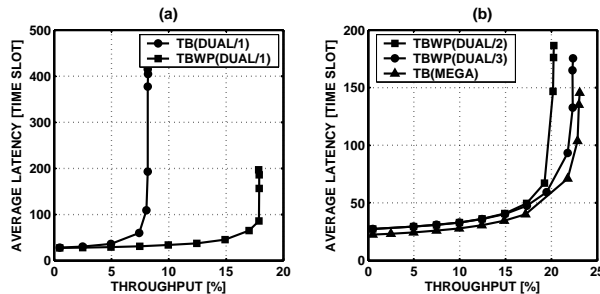 (a)
500
400
300
200
100
0
0 5 10 15 20
AVERAGE LATENCY [TIME SLOT]
THROUGHPUT [%]
TB(DUAL/1)
TBWP(DUAL/1)
(b)
200
150
100
50
0
0 5 10 15 20 25
AVERAGE LATENCY [TIME SLOT]
THROUGHPUT [%]
TBWP(DUAL/2)
TBWP(DUAL/3)
TB(MEGA)